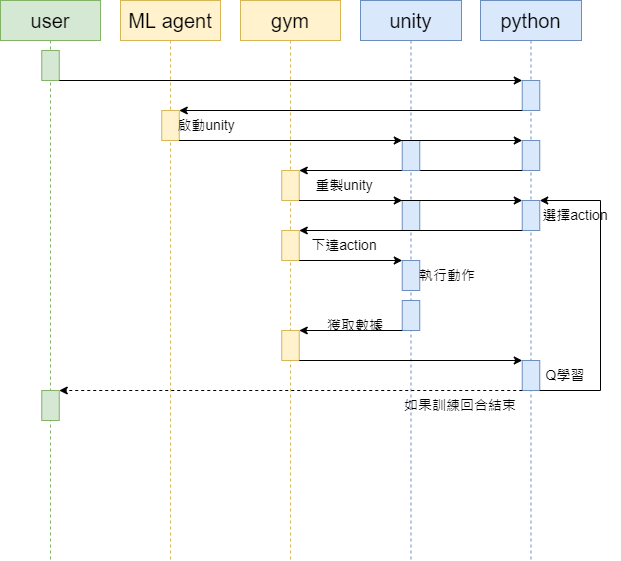 user
ML agent
gym
unity
python
啟動unity
重製unity
選擇action
下達action
執行動作
獲取數據
Q學習
如果訓練回合結束